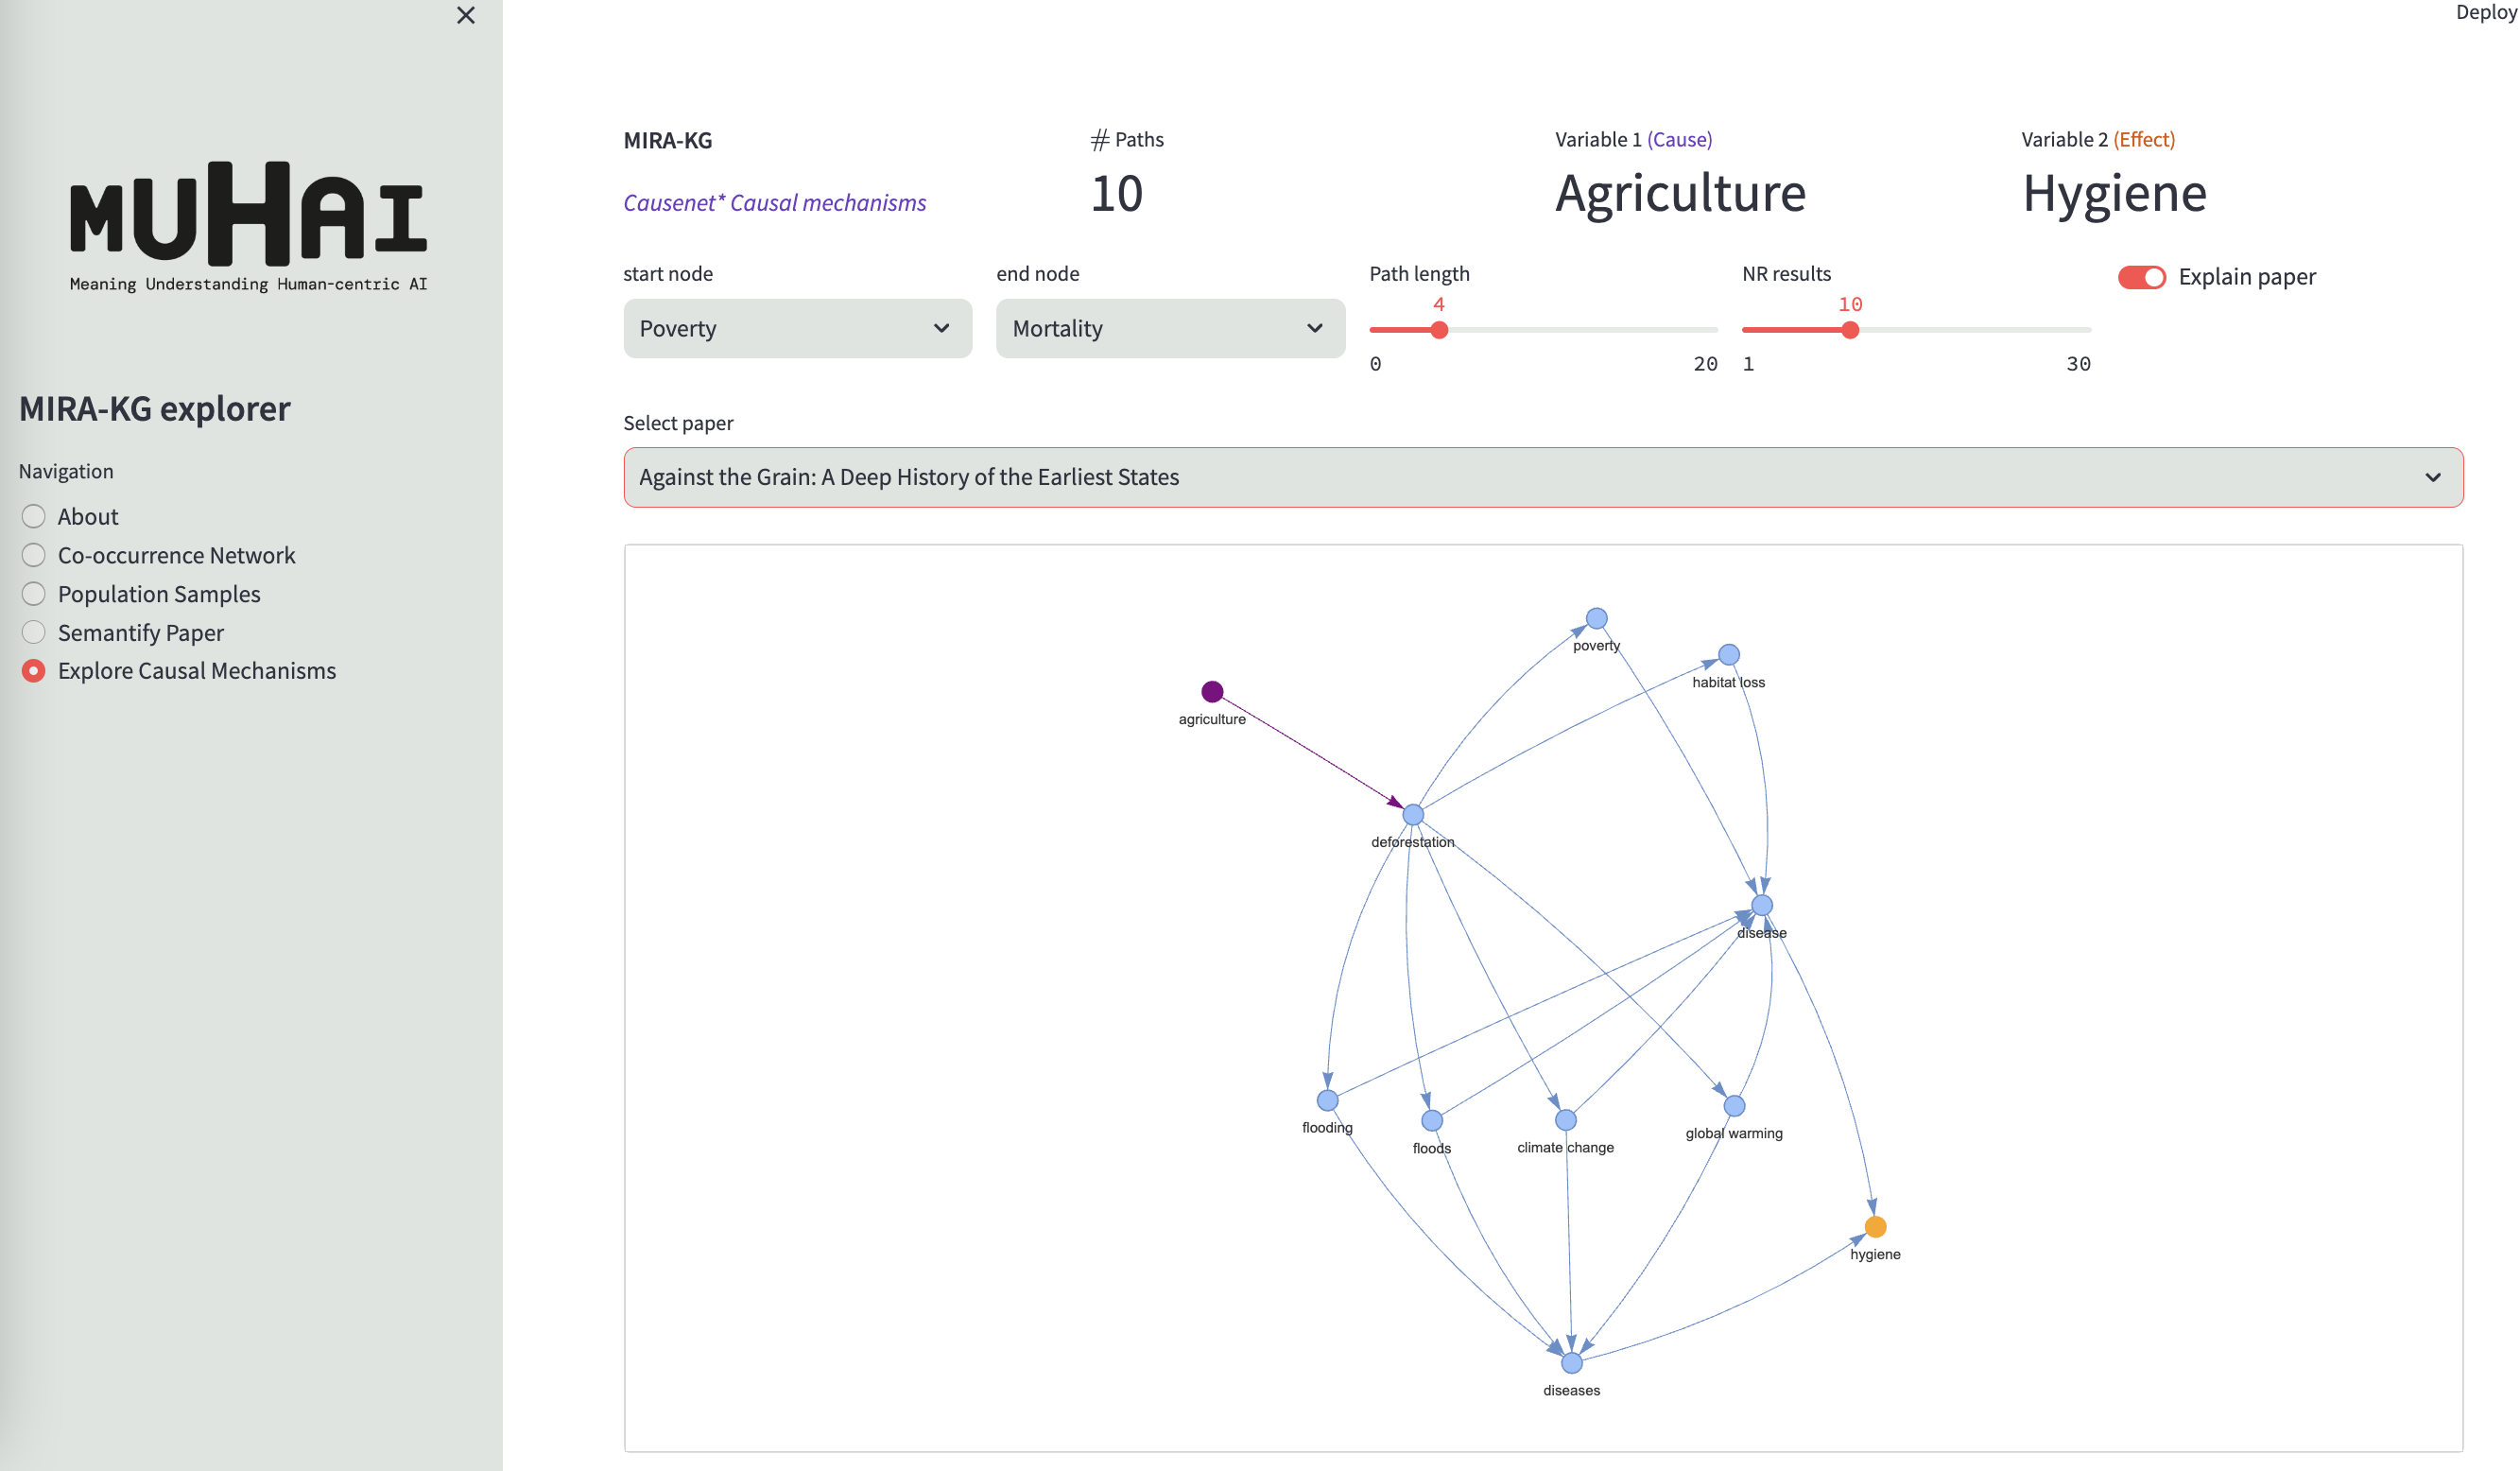 Deploy
MUHAI
Meaning Understanding Human-centric AI
MIRA-KG explorer
Navigation
About
Co-occurrence Network
Population Samples
Semantify Paper
Explore Causal Mechanisms
MIRA-KG
Causenet* Causal mechanisms
# Paths
10
Variable 1 (Cause)
Agriculture
Variable 2 (Effect)
Hygiene
start node
Poverty
end node
Mortality
Path length
4
0 20
NR results
10
1 30
Explain paper
Select paper
Against the Grain: A Deep History of the Earliest States
poverty
habitat loss
agriculture
deforestation
disease
flooding
floods
climate change
global warming
hygiene
diseases